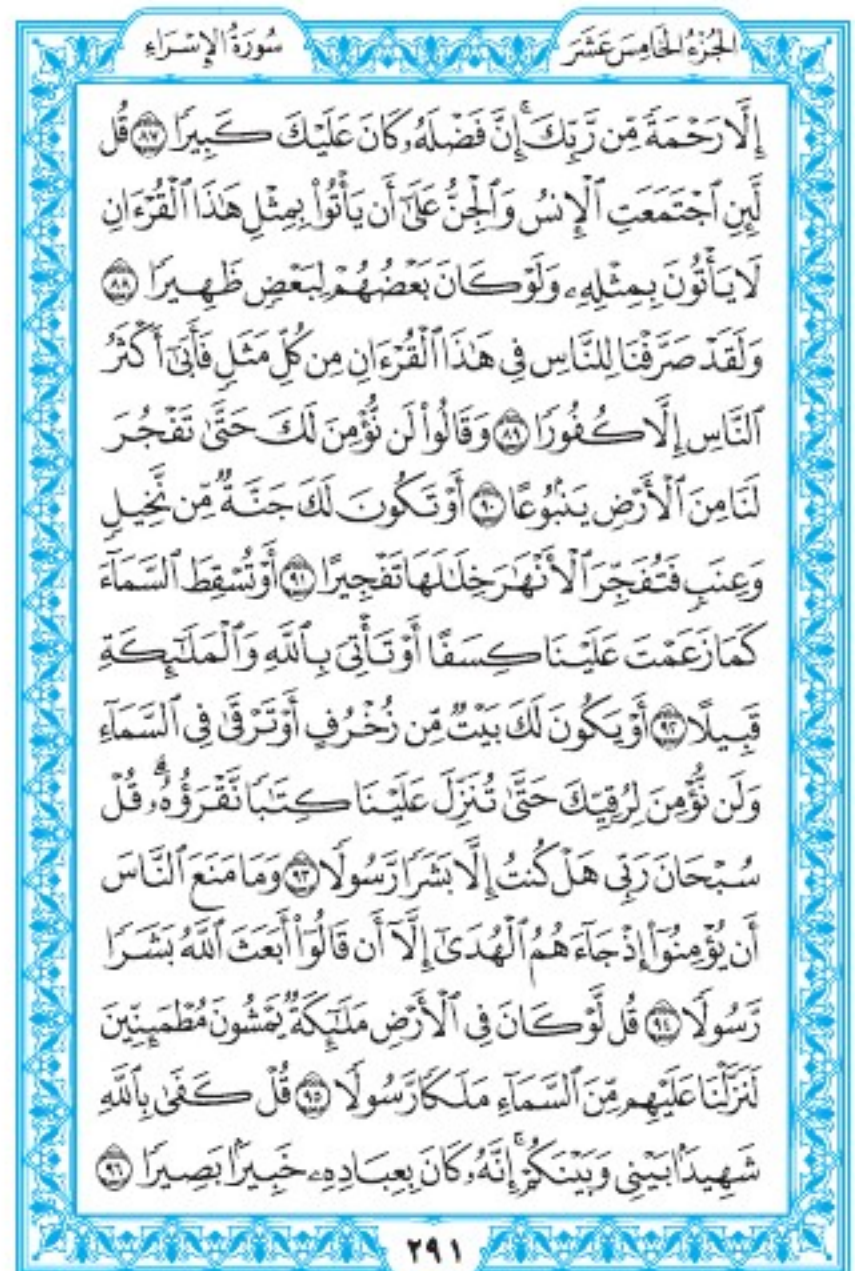 الجُزْءُ الخَامِسَ عَشَرَ
سُورَةُ الإِسْرَاءِ
إِلَّا رَحْمَةً مِّن رَّبِّكَۚ إِنَّ فَضْلَهُۥ كَانَ عَلَيْكَ كَبِيرًا ٨٧ قُل
لَّئِنِ ٱجْتَمَعَتِ ٱلْإِنسُ وَٱلْجِنُّ عَلَىٰٓ أَن يَأْتُوا۟ بِمِثْلِ هَٰذَا ٱلْقُرْءَانِ
لَا يَأْتُونَ بِمِثْلِهِۦ وَلَوْ كَانَ بَعْضُهُمْ لِبَعْضٍ ظَهِيرًا ٨٨
وَلَقَدْ صَرَّفْنَا لِلنَّاسِ فِى هَٰذَا ٱلْقُرْءَانِ مِن كُلِّ مَثَلٍ فَأَبَىٰٓ أَكْثَرُ
ٱلنَّاسِ إِلَّا كُفُورًا ٨٩ وَقَالُوا۟ لَن نُّؤْمِنَ لَكَ حَتَّىٰ تَفْجُرَ
لَنَا مِنَ ٱلْأَرْضِ يَنۢبُوعًا ٩٠ أَوْ تَكُونَ لَكَ جَنَّةٌ مِّن نَّخِيلٍ
وَعِنَبٍ فَتُفَجِّرَ ٱلْأَنْهَٰرَ خِلَٰلَهَا تَفْجِيرًا ٩١ أَوْ تُسْقِطَ ٱلسَّمَآءَ
كَمَا زَعَمْتَ عَلَيْنَا كِسَفًا أَوْ تَأْتِىَ بِٱللَّهِ وَٱلْمَلَٰٓئِكَةِ
قَبِيلًا ٩٢ أَوْ يَكُونَ لَكَ بَيْتٌ مِّن زُخْرُفٍ أَوْ تَرْقَىٰ فِى ٱلسَّمَآءِ
وَلَن نُّؤْمِنَ لِرُقِيِّكَ حَتَّىٰ تُنَزِّلَ عَلَيْنَا كِتَٰبًا نَّقْرَؤُهُۥۗ قُلْ
سُبْحَانَ رَبِّى هَلْ كُنتُ إِلَّا بَشَرًا رَّسُولًا ٩٣ وَمَا مَنَعَ ٱلنَّاسَ
أَن يُؤْمِنُوٓا۟ إِذْ جَآءَهُمُ ٱلْهُدَىٰٓ إِلَّآ أَن قَالُوٓا۟ أَبَعَثَ ٱللَّهُ بَشَرًا
رَّسُولًا ٩٤ قُل لَّوْ كَانَ فِى ٱلْأَرْضِ مَلَٰٓئِكَةٌ يَمْشُونَ مُطْمَئِنِّينَ
لَنَزَّلْنَا عَلَيْهِم مِّنَ ٱلسَّمَآءِ مَلَكًا رَّسُولًا ٩٥ قُلْ كَفَىٰ بِٱللَّهِ
شَهِيدًۢا بَيْنِى وَبَيْنَكُمْۚ إِنَّهُۥ كَانَ بِعِبَادِهِۦ خَبِيرًۢا بَصِيرًا ٩٦
٢٩١